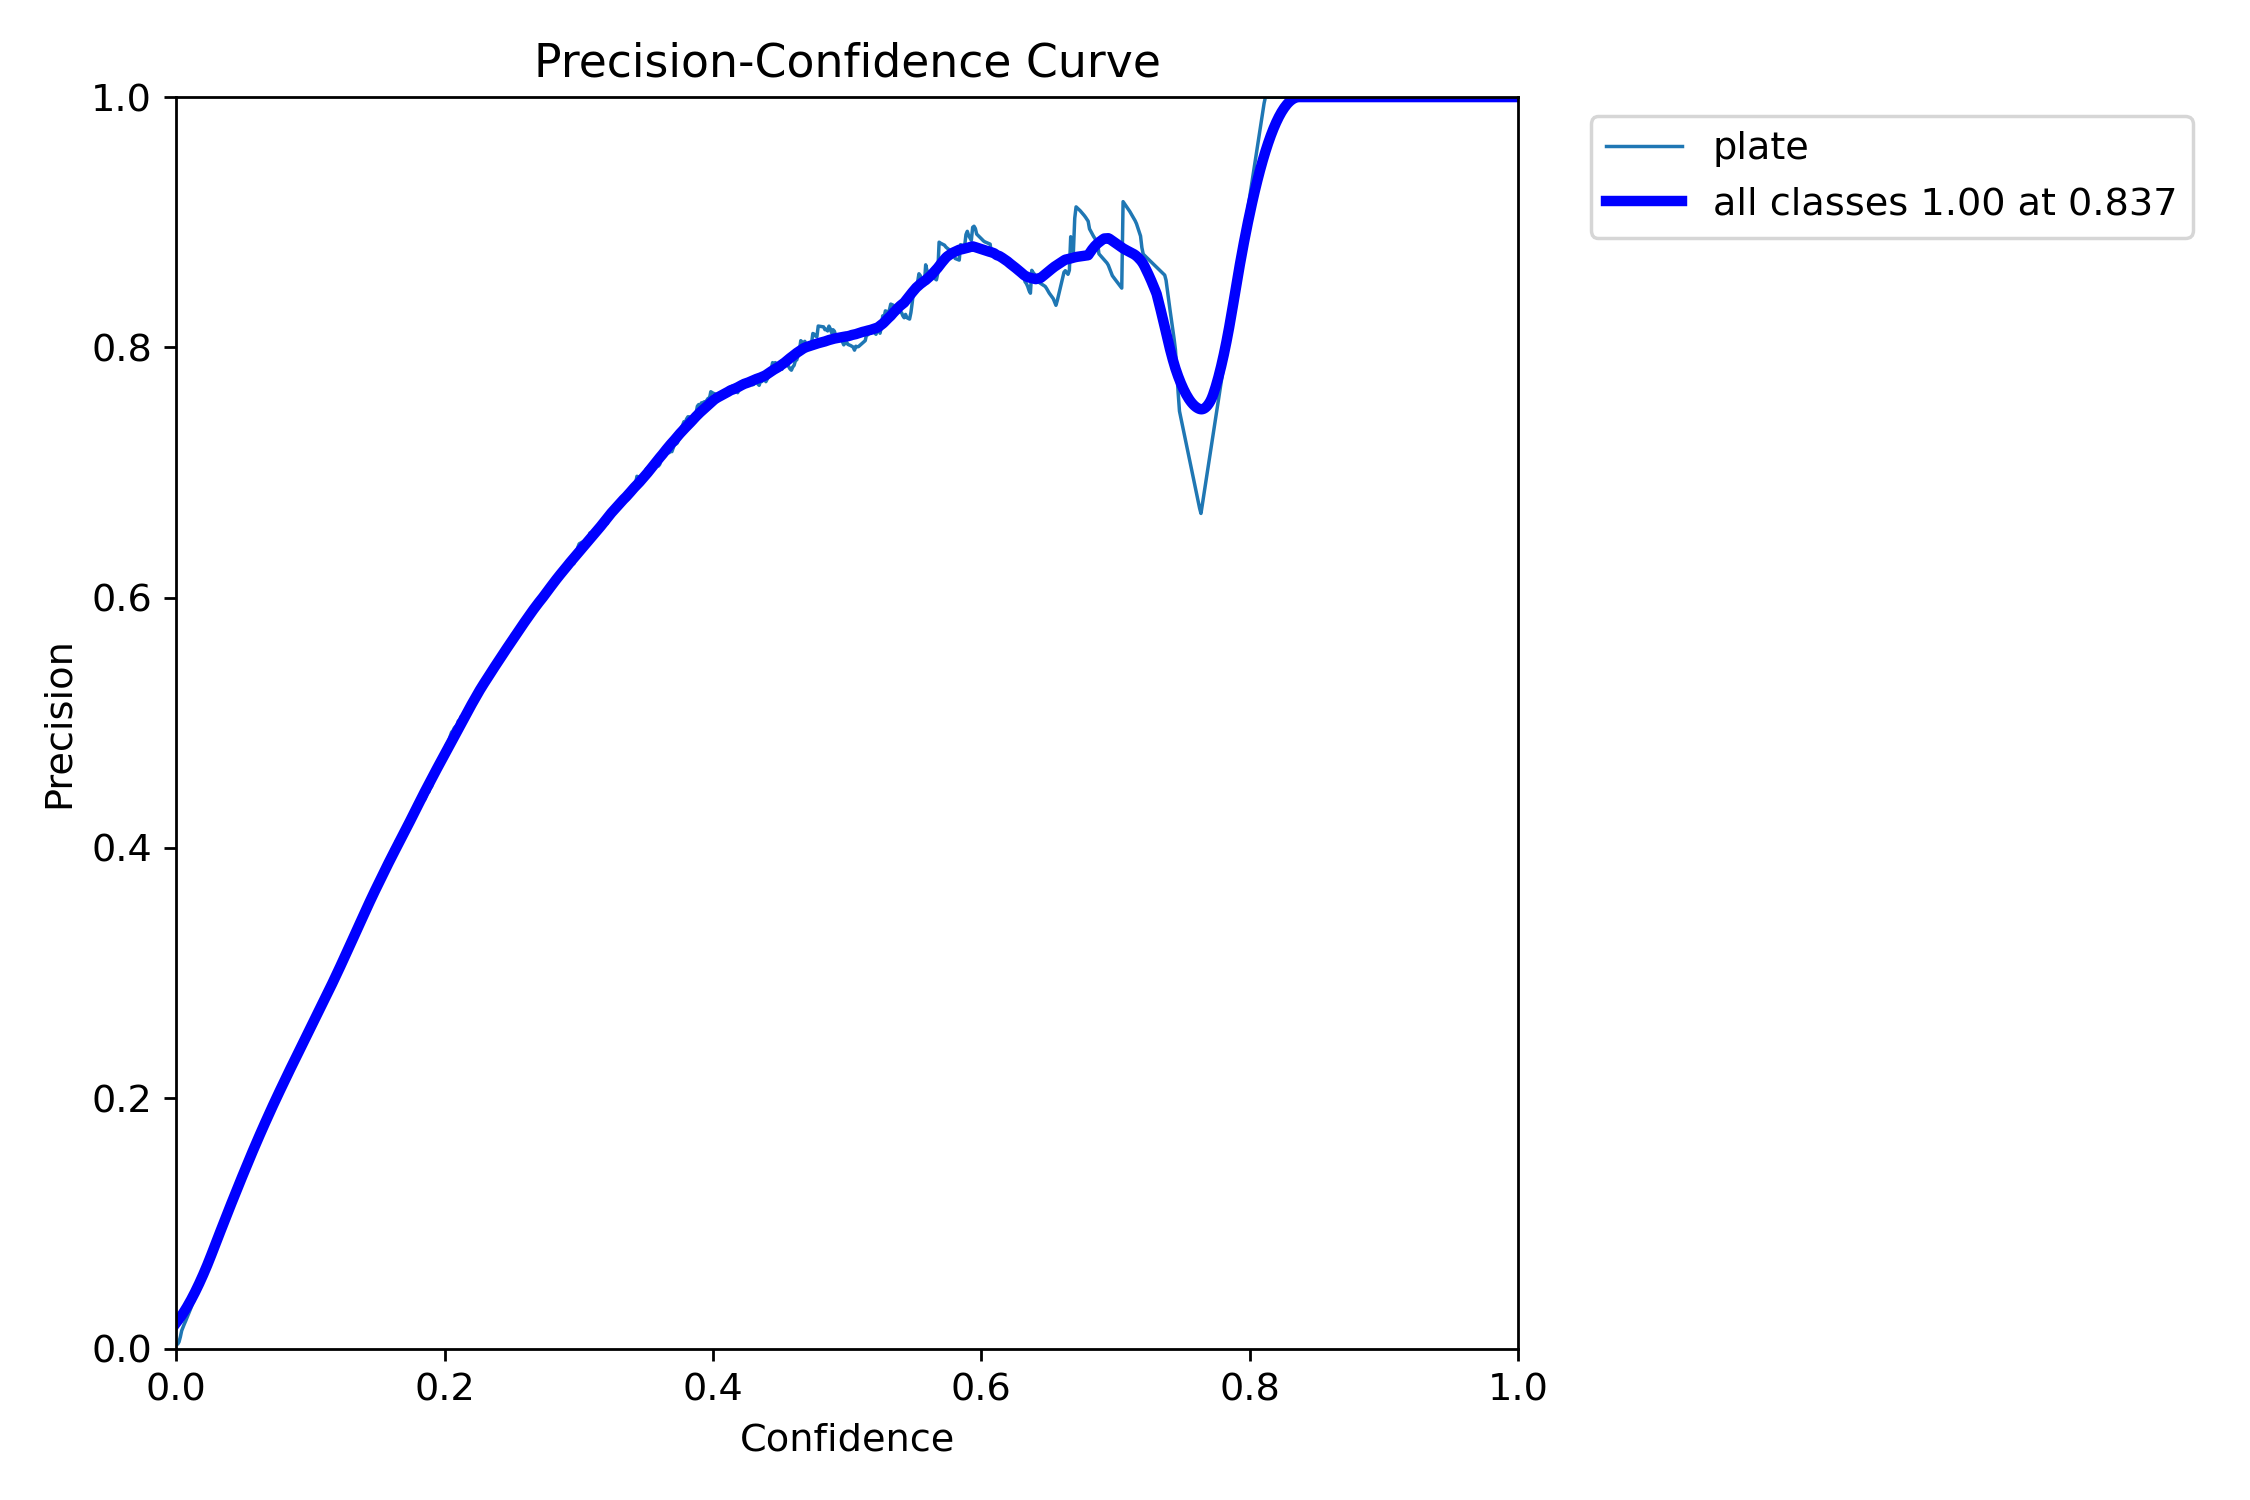 Precision-Confidence Curve
1.0
0.8
0.6
0.4
0.2
0.0
Precision
0.0 0.2 0.4 0.6 0.8 1.0
Confidence
plate
all classes 1.00 at 0.837